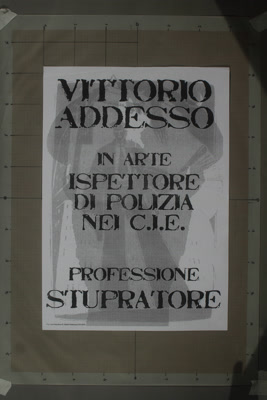 VITTORIO
ADDESSO
IN ARTE
ISPETTORE
DI POLIZIA
NEI C.I.E.
PROFESSIONE
STUPRATORE